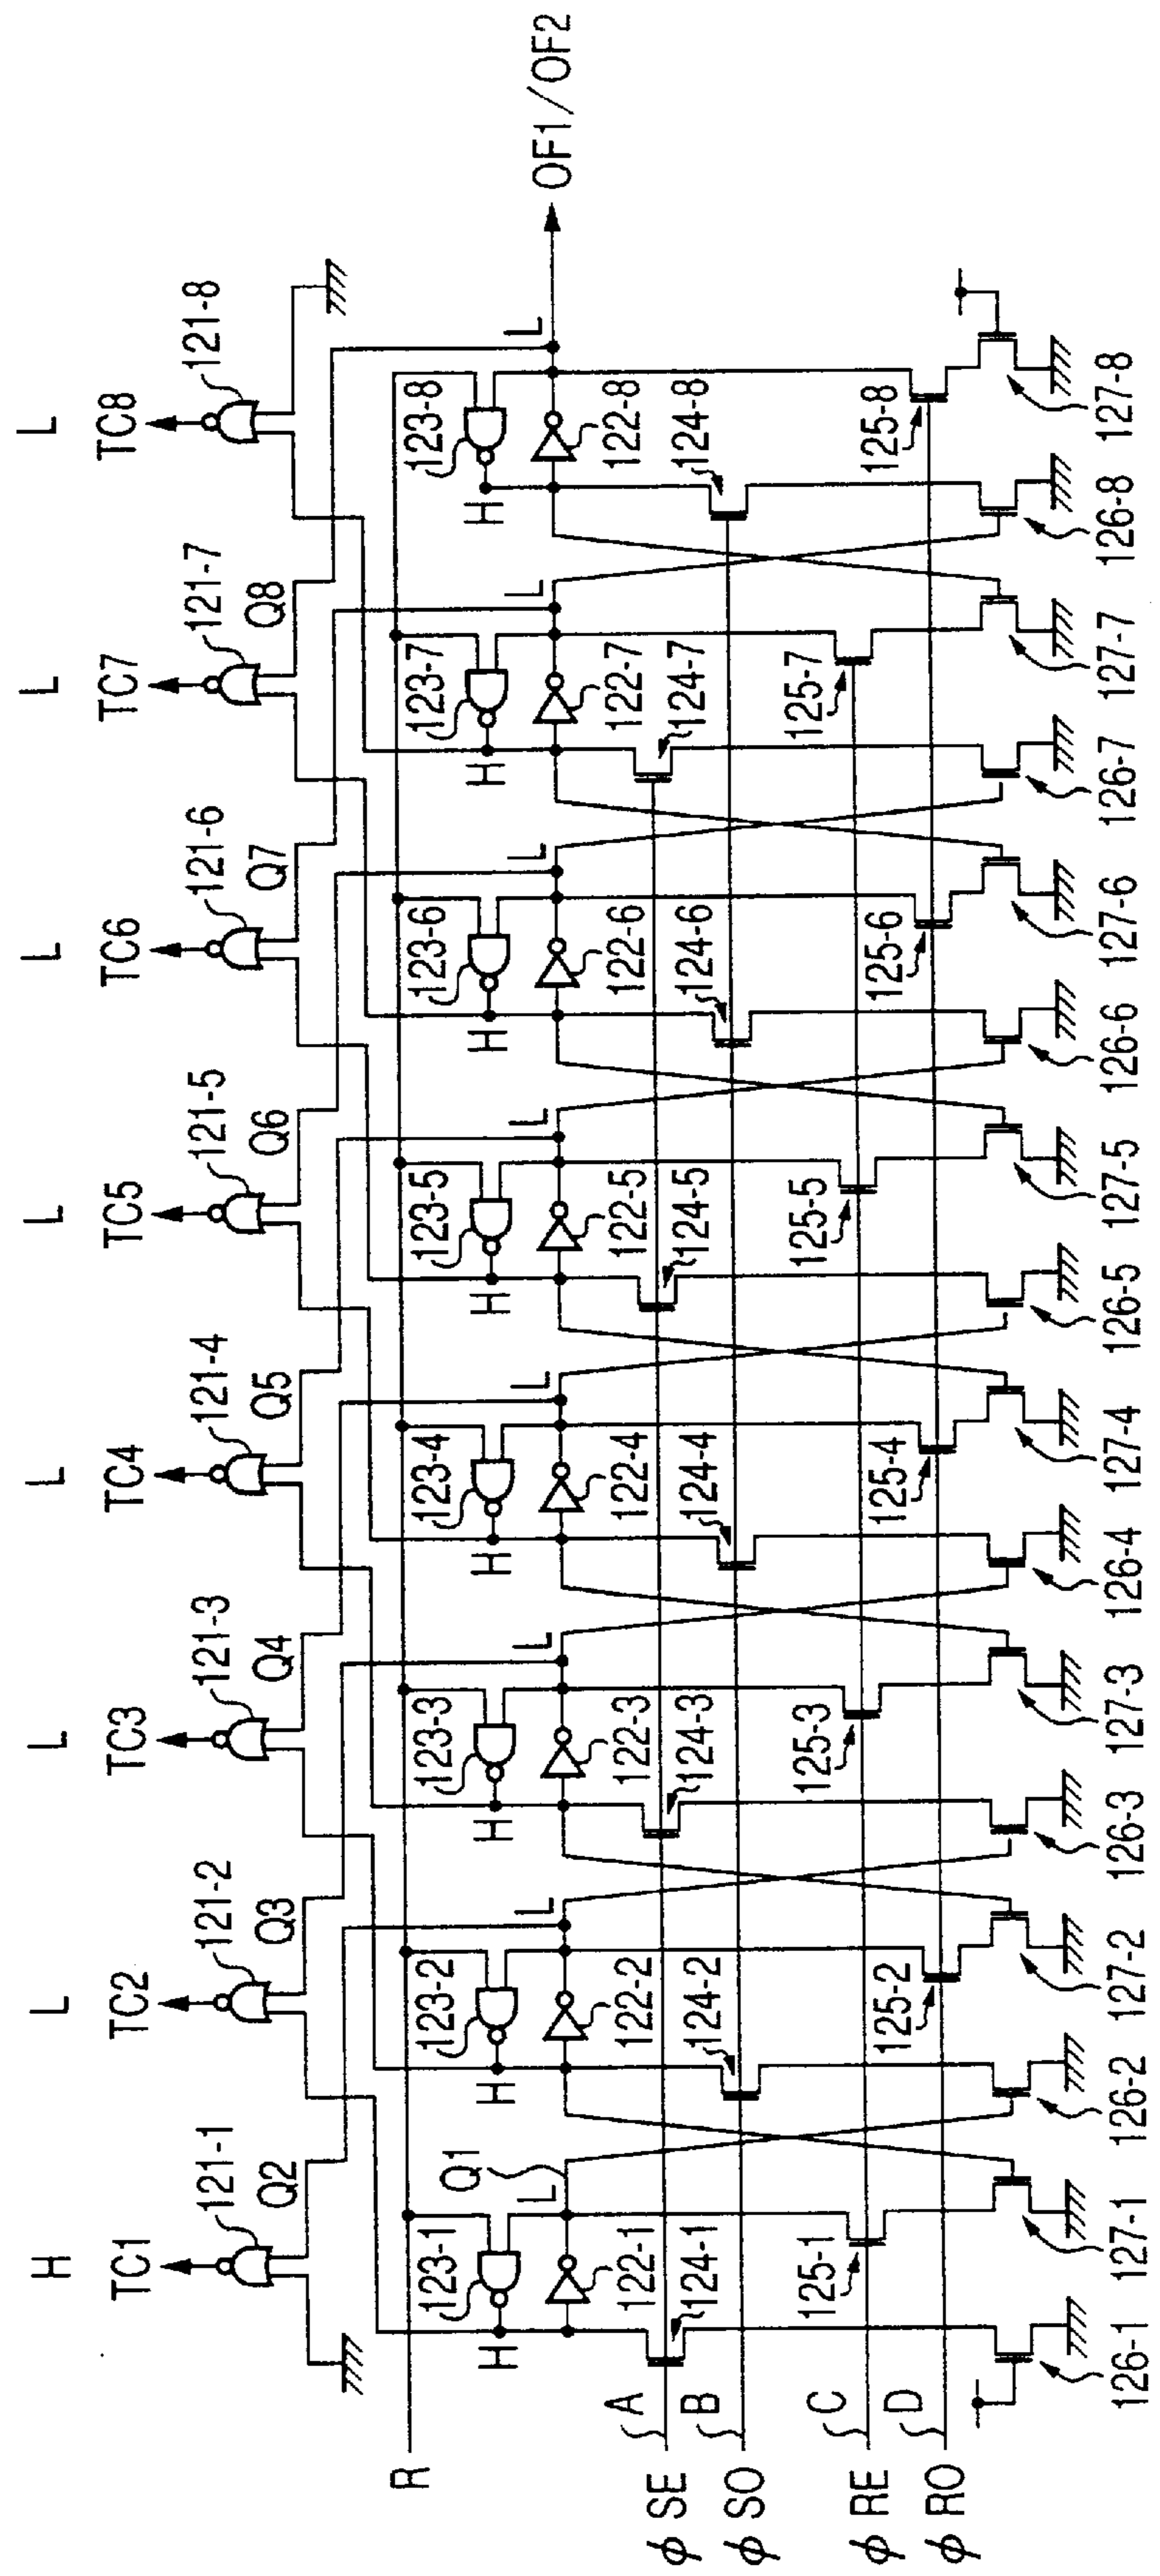 H L L L L L L L
TC1 TC2 TC3 TC4 TC5 TC6 TC7 TC8
121-1 121-2 121-3 121-4 121-5 121-6 121-7 121-8
Q2 Q3 Q4 Q5 Q6 Q7 Q8
R
123-1 123-2 123-3 123-4 123-5 123-6 123-7 123-8
H H H H H H H H
L L L L L L L L
Q1
OF1/OF2
122-1 122-2 122-3 122-4 122-5 122-6 122-7 122-8
124-1 124-2 124-3 124-4 124-5 124-6 124-7 124-8
φ SE A
φ SO B
φ RE C
φ RO D
125-1 125-2 125-3 125-4 125-5 125-6 125-7 125-8
126-1 127-1 126-2 127-2 126-3 127-3 126-4 127-4 126-5 127-5 126-6 127-6 126-7 127-7 126-8 127-8